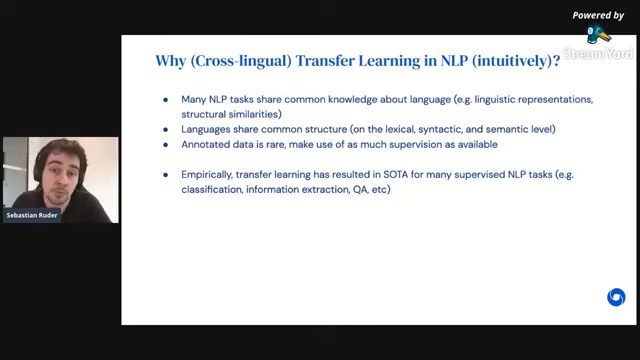 Powered by
StreamYard
Why (Cross-lingual) Transfer Learning in NLP (intuitively)?
● Many NLP tasks share common knowledge about language (e.g. linguistic representations,
structural similarities)
● Languages share common structure (on the lexical, syntactic, and semantic level)
● Annotated data is rare, make use of as much supervision as available
● Empirically, transfer learning has resulted in SOTA for many supervised NLP tasks (e.g.
classification, information extraction, QA, etc)
Sebastian Ruder